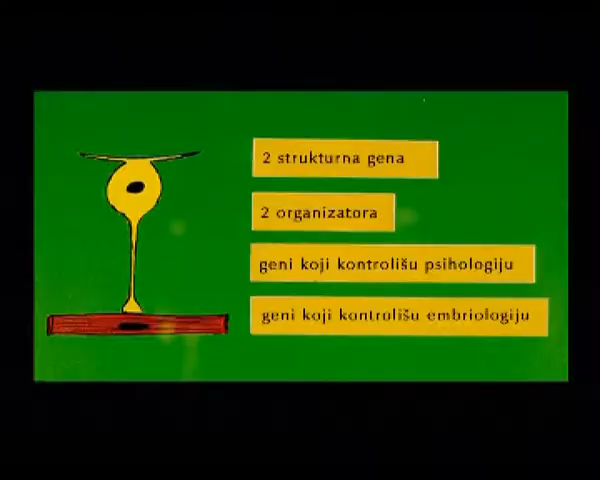 2 strukturna gena
2 organizatora
geni koji kontrolišu psihologiju
geni koji kontrolišu embriologiju